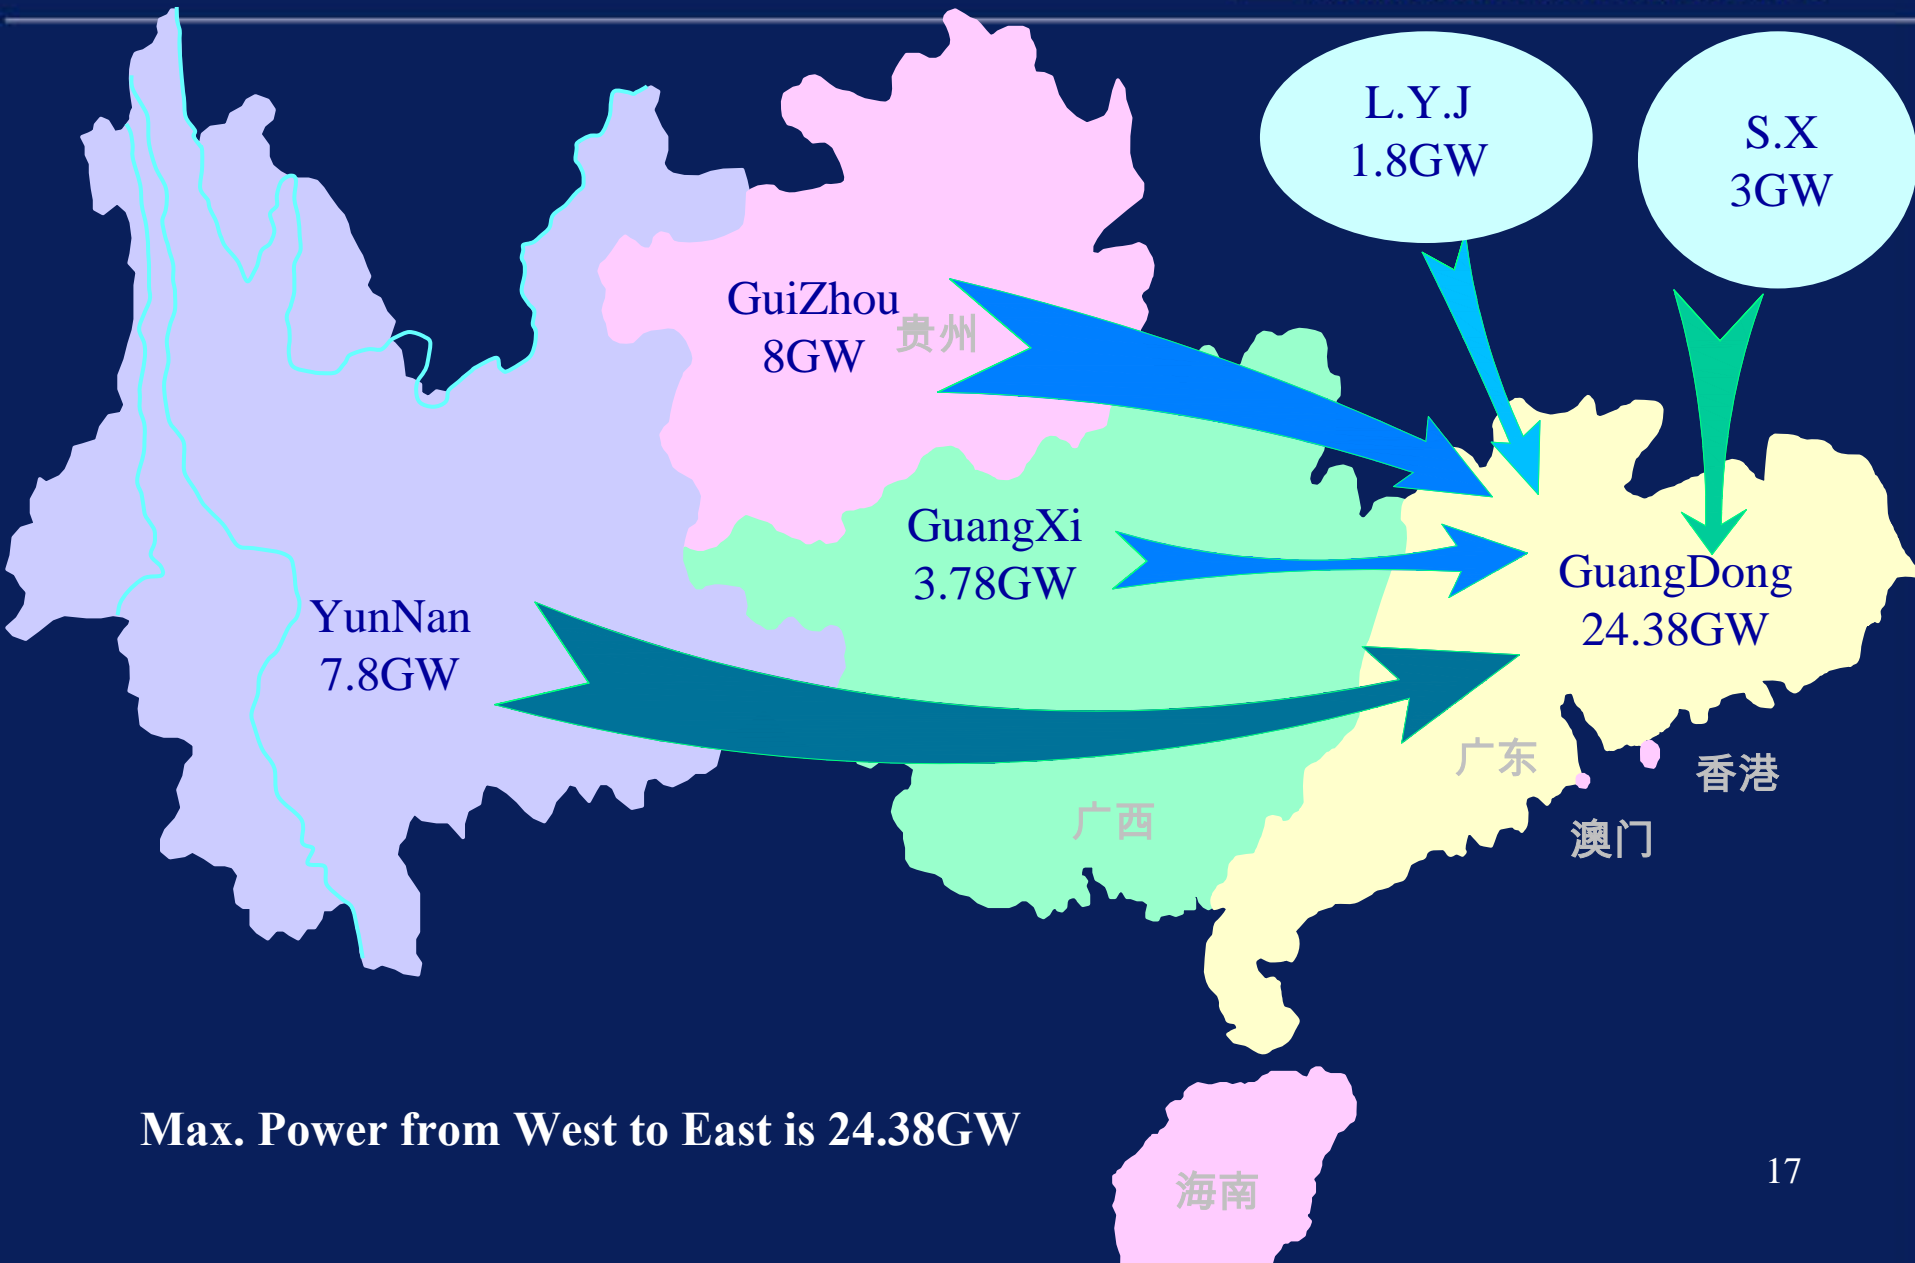 L.Y.J
1.8GW
S.X
3GW
GuiZhou
8GW
贵州
GuangXi
3.78GW
GuangDong
24.38GW
YunNan
7.8GW
广东
香港
广西
澳门
Max. Power from West to East is 24.38GW
17
海南